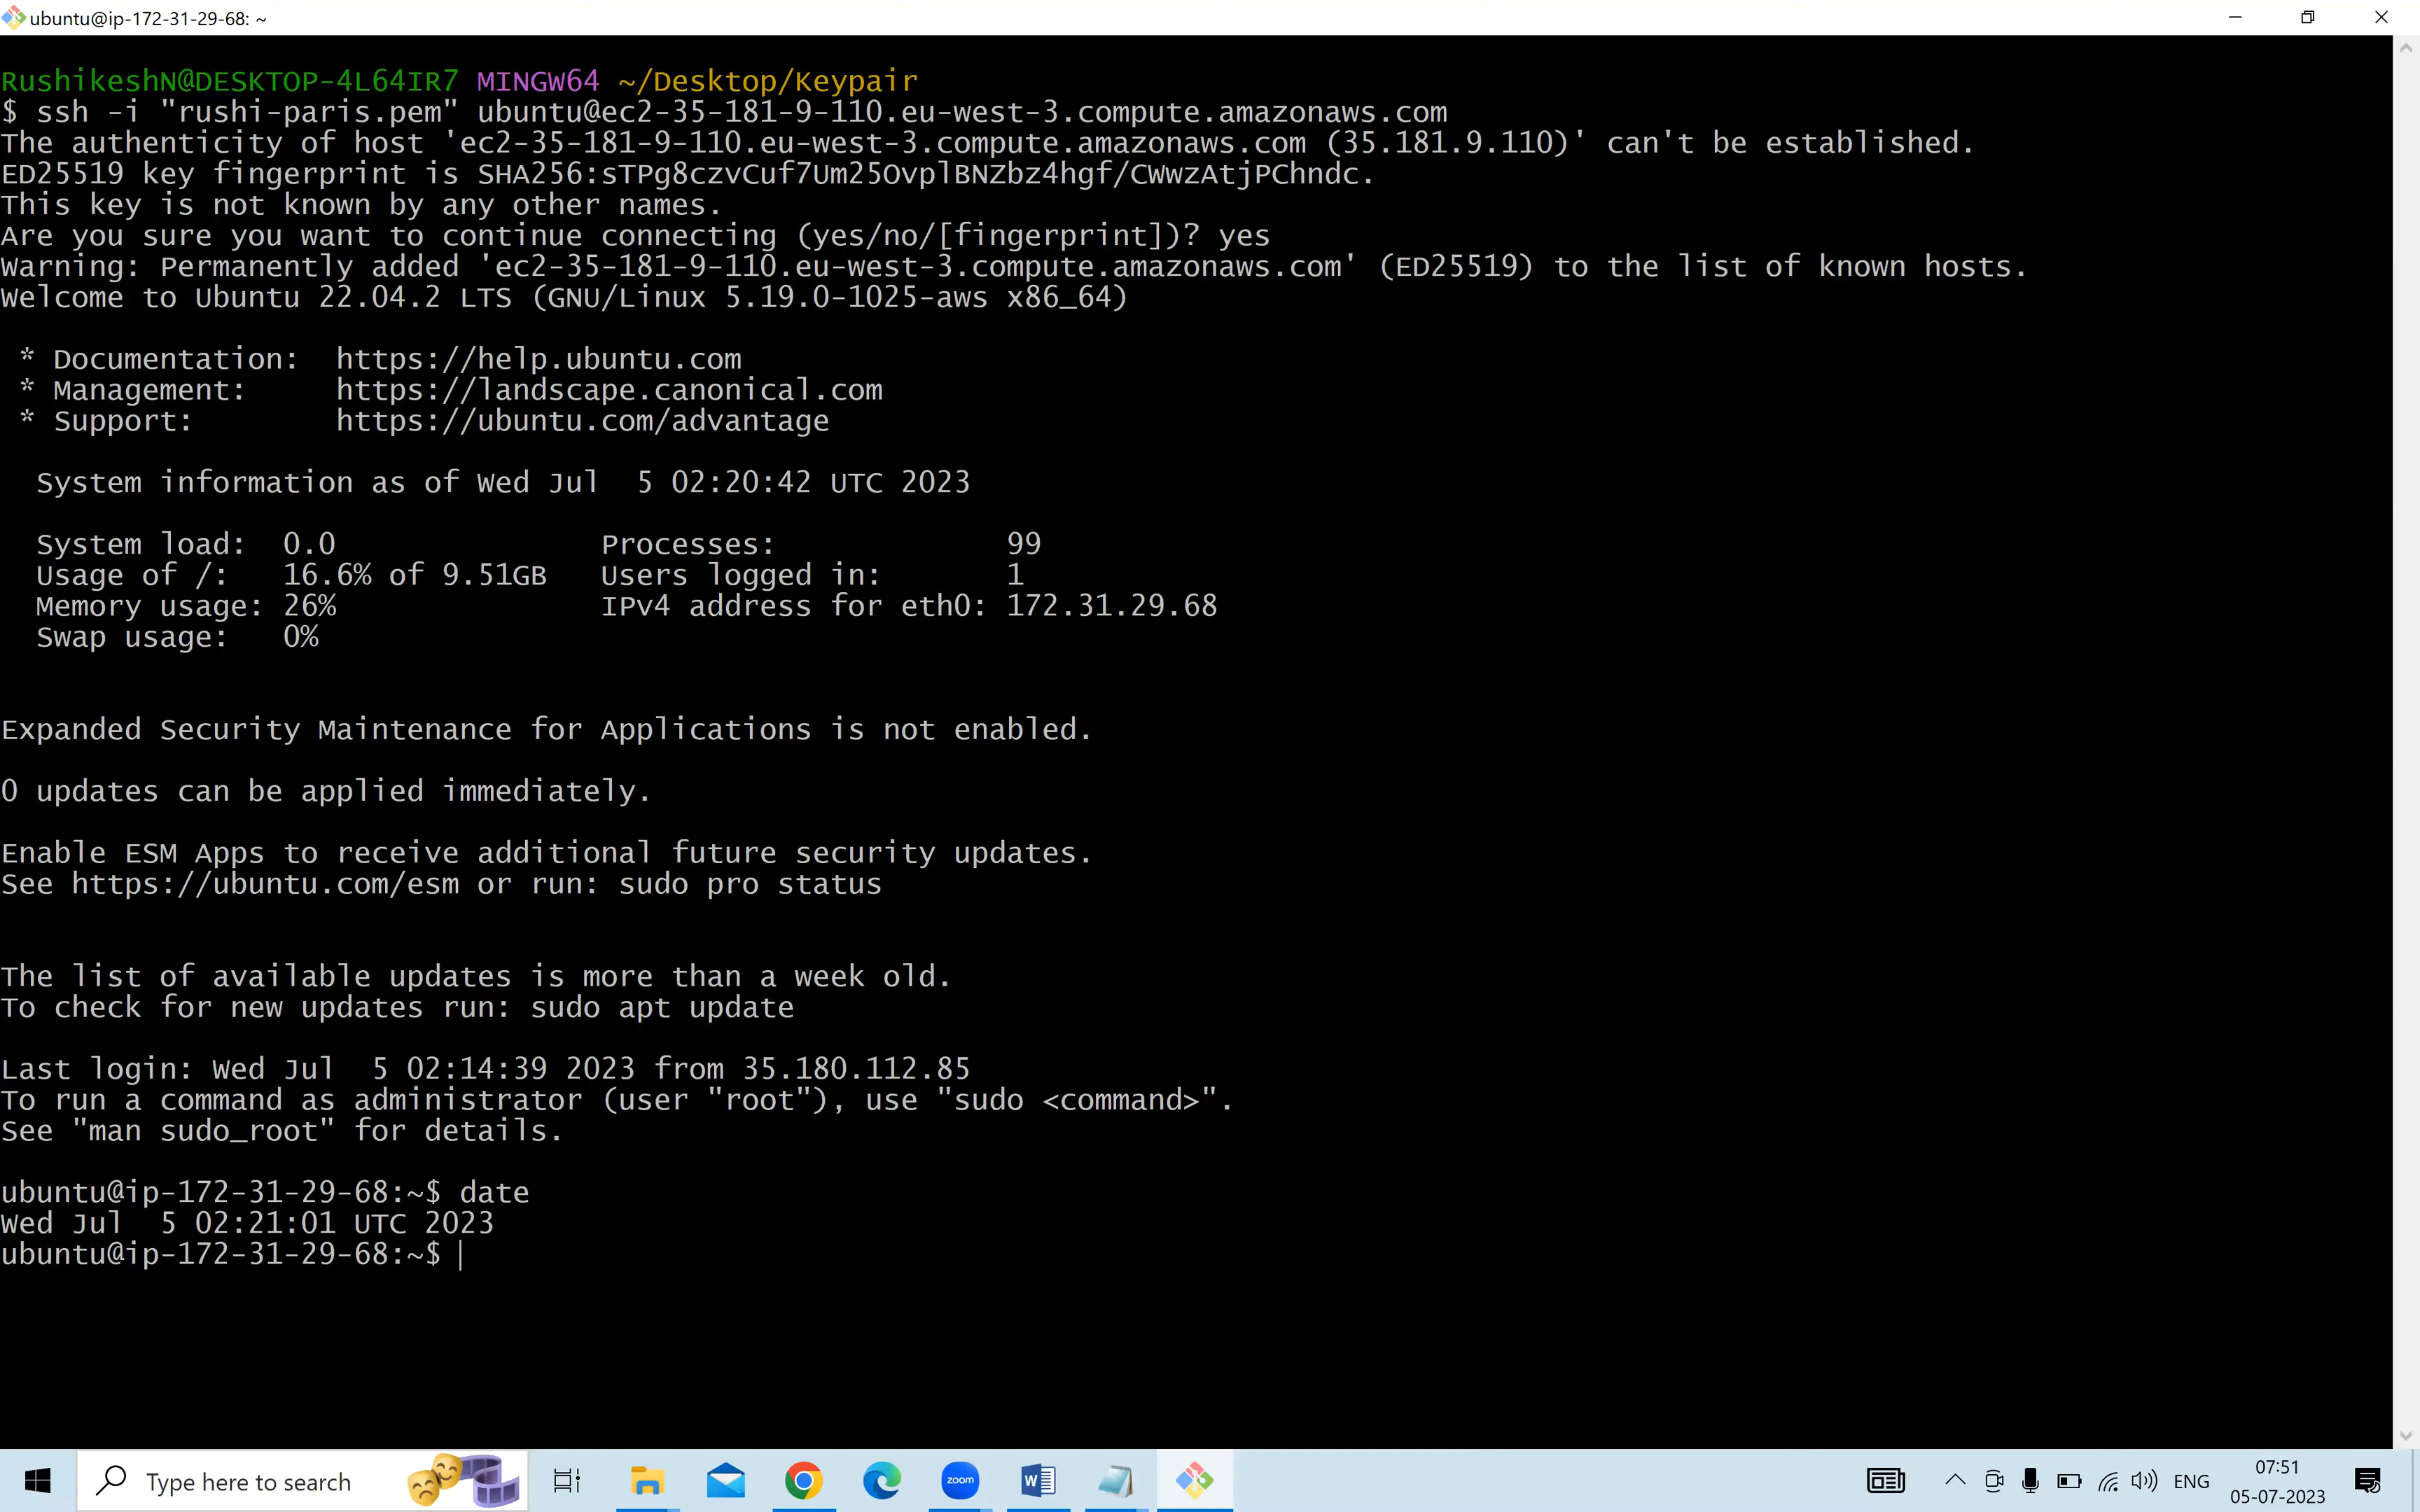 ubuntu@ip-172-31-29-68: ~
RushikeshN@DESKTOP-4L64IR7 MINGW64 ~/Desktop/Keypair
$ ssh -i "rushi-paris.pem" ubuntu@ec2-35-181-9-110.eu-west-3.compute.amazonaws.com
The authenticity of host 'ec2-35-181-9-110.eu-west-3.compute.amazonaws.com (35.181.9.110)' can't be established.
ED25519 key fingerprint is SHA256:sTPg8czvCuf7Um25OvplBNZbz4hgf/CWwzAtjPChndc.
This key is not known by any other names.
Are you sure you want to continue connecting (yes/no/[fingerprint])? yes
Warning: Permanently added 'ec2-35-181-9-110.eu-west-3.compute.amazonaws.com' (ED25519) to the list of known hosts.
Welcome to Ubuntu 22.04.2 LTS (GNU/Linux 5.19.0-1025-aws x86_64)
* Documentation:  https://help.ubuntu.com
* Management:     https://landscape.canonical.com
* Support:        https://ubuntu.com/advantage
System information as of Wed Jul  5 02:20:42 UTC 2023
System load:  0.0               Processes:             99
Usage of /:   16.6% of 9.51GB   Users logged in:       1
Memory usage: 26%               IPv4 address for eth0: 172.31.29.68
Swap usage:   0%
Expanded Security Maintenance for Applications is not enabled.
0 updates can be applied immediately.
Enable ESM Apps to receive additional future security updates.
See https://ubuntu.com/esm or run: sudo pro status
The list of available updates is more than a week old.
To check for new updates run: sudo apt update
Last login: Wed Jul  5 02:14:39 2023 from 35.180.112.85
To run a command as administrator (user "root"), use "sudo <command>".
See "man sudo_root" for details.
ubuntu@ip-172-31-29-68:~$ date
Wed Jul  5 02:21:01 UTC 2023
ubuntu@ip-172-31-29-68:~$
Type here to search
zoom
W
ENG
07:51
05-07-2023